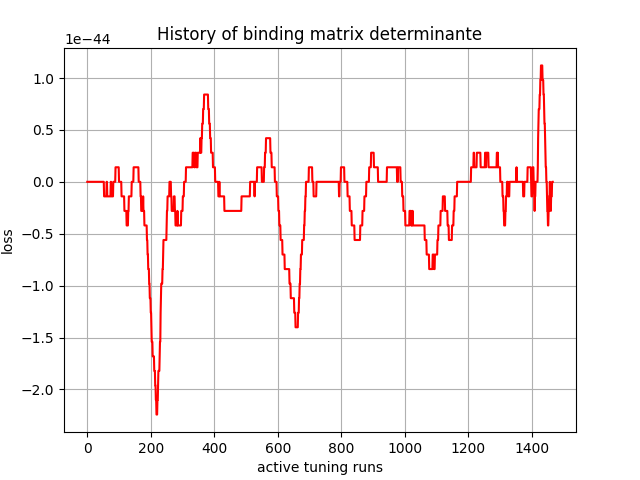 History of binding matrix determinante
1e−44
1.0
0.5
0.0
−0.5
−1.0
−1.5
−2.0
loss
0 200 400 600 800 1000 1200 1400
active tuning runs